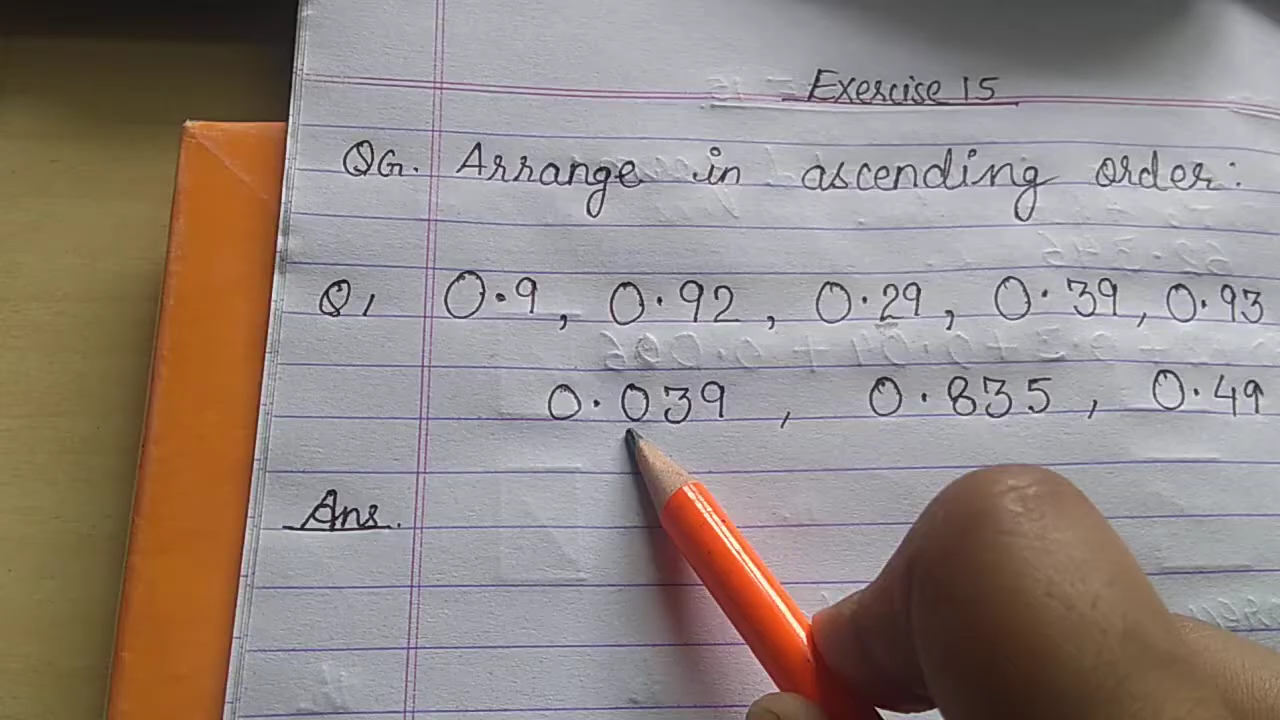 Exercise 15
QG. Arrange in ascending order:
Q1 0.9, 0.92, 0.29, 0.39, 0.93
0.039, 0.835, 0.49
Ans.